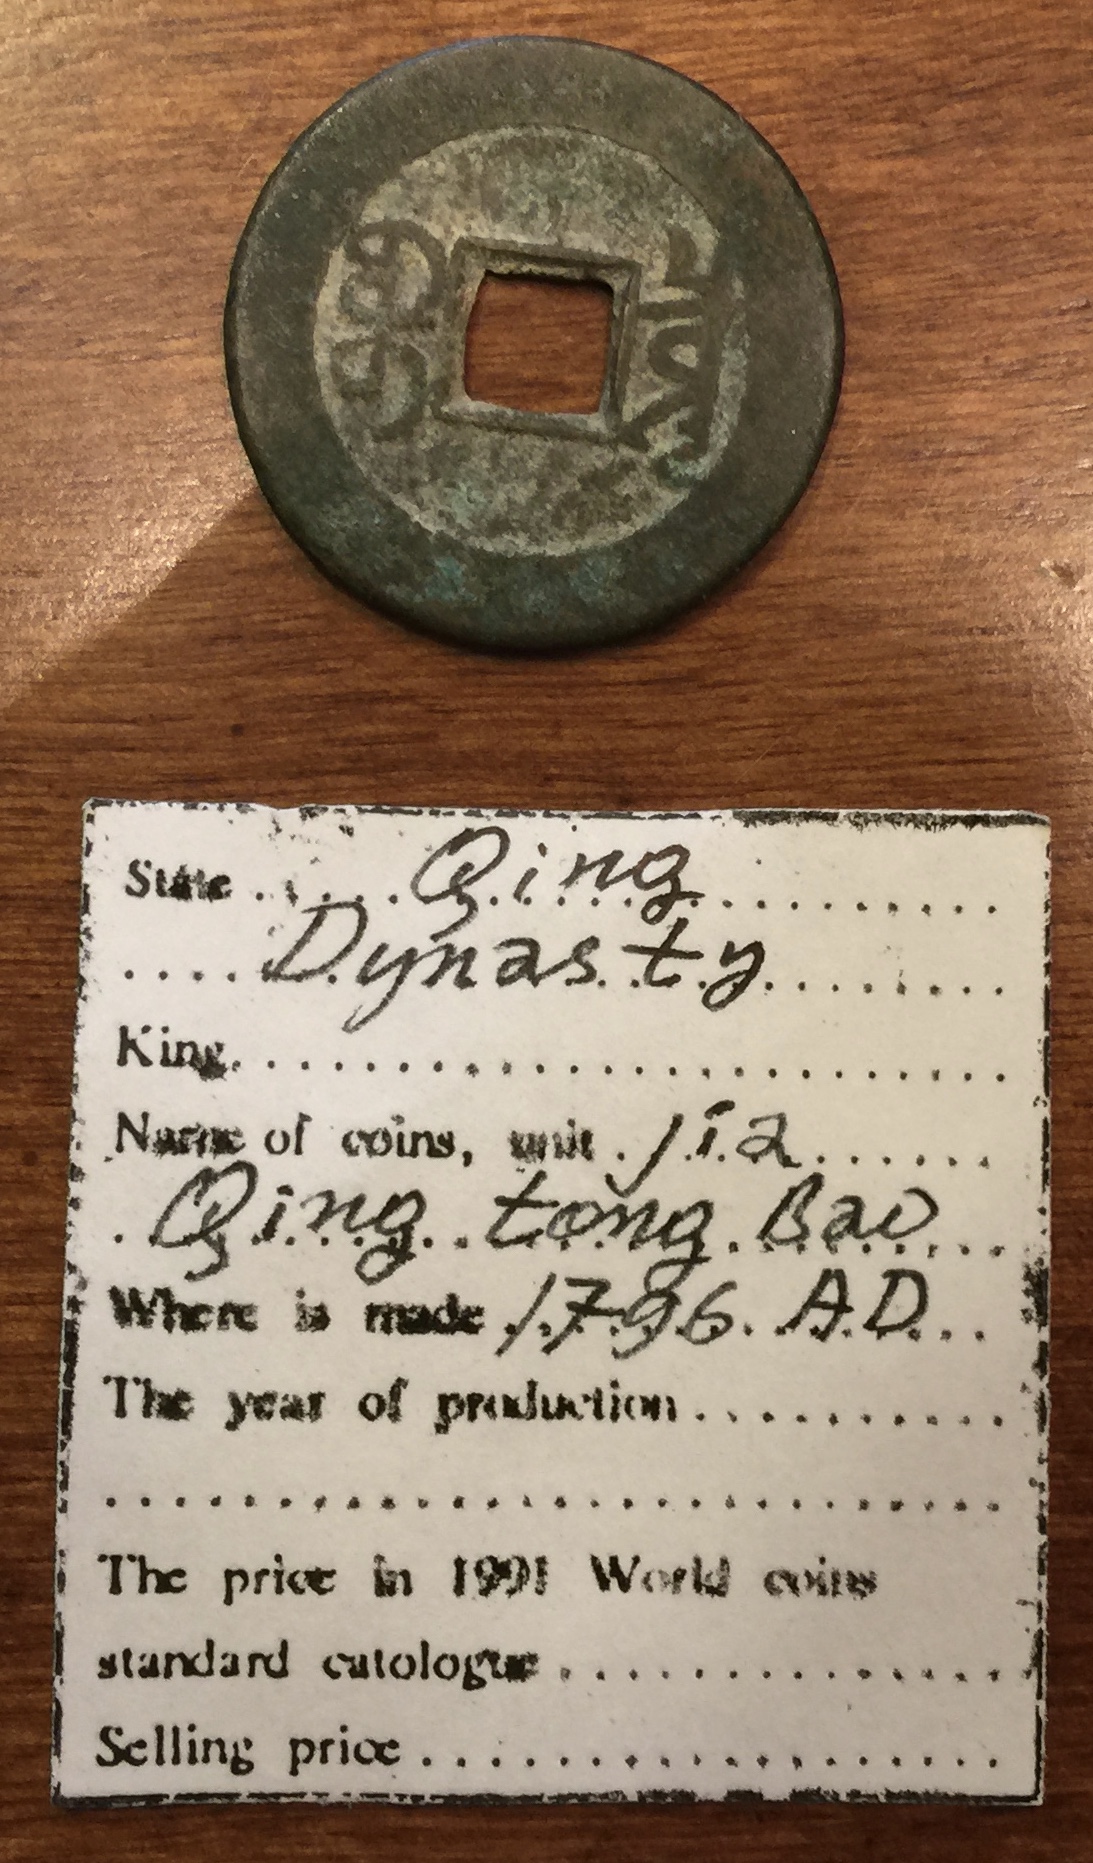 State ..... Qing ..........
.... Dynasty ........
King............................
Name of coins, unit . jia ......
. Qing tong Bao ...
Where is made 1796 A.D...
The year of production..........
................................
The price in 1991 World coins
standard catologue ..............
Selling price ..................